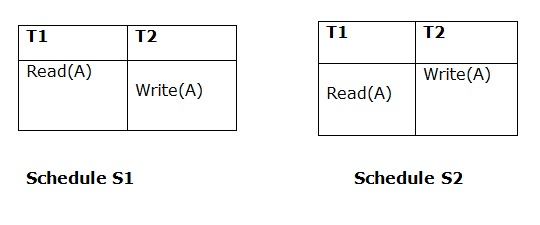 T1 T2
Read(A)
Write(A)
Schedule S1
T1 T2
Write(A)
Read(A)
Schedule S2